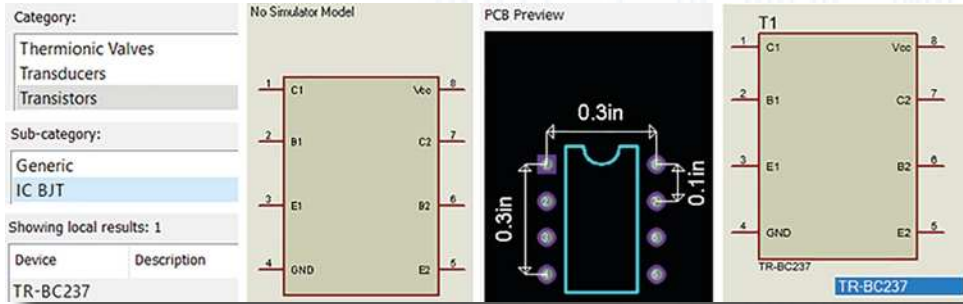 Category:
Thermionic Valves
Transducers
Transistors
Sub-category:
Generic
IC BJT
Showing local results: 1
Device Description
TR-BC237
No Simulator Model
1 C1 Vcc 8
2 B1 C2 7
3 E1 B2 6
4 GND E2 5
PCB Preview
0.3in
0.3in
0.1in
T1
1 C1 Vcc 8
2 B1 C2 7
3 E1 B2 6
4 GND E2 5
TR-BC237
TR-BC237